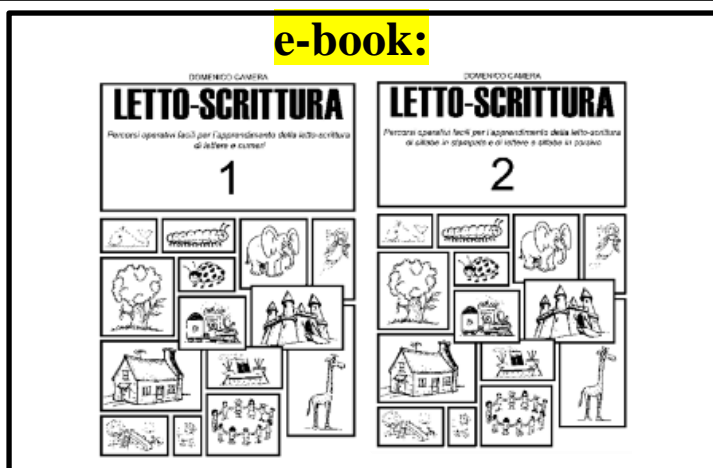 e-book:
DOMENICO CAMERA
LETTO-SCRITTURA
Percorsi operativi facili per l'apprendimento della letto-scrittura
di lettere e numeri
1
DOMENICO CAMERA
LETTO-SCRITTURA
Percorsi operativi facili per l'apprendimento della letto-scrittura
di sillabe in stampato e di lettere e sillabe in corsivo
2